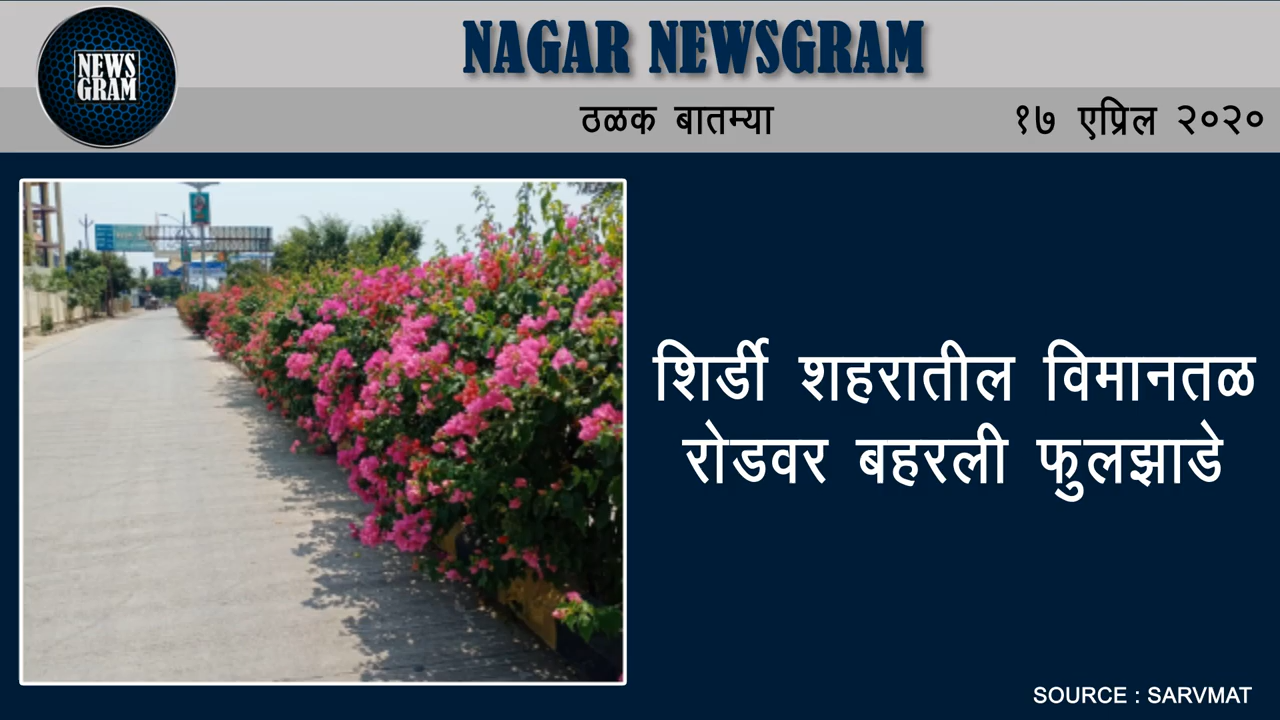 NEWS
GRAM
NAGAR NEWSGRAM
ठळक बातम्या
१७ एप्रिल २०२०
शिर्डी शहरातील विमानतळ
रोडवर बहरली फुलझाडे
SOURCE : SARVMAT